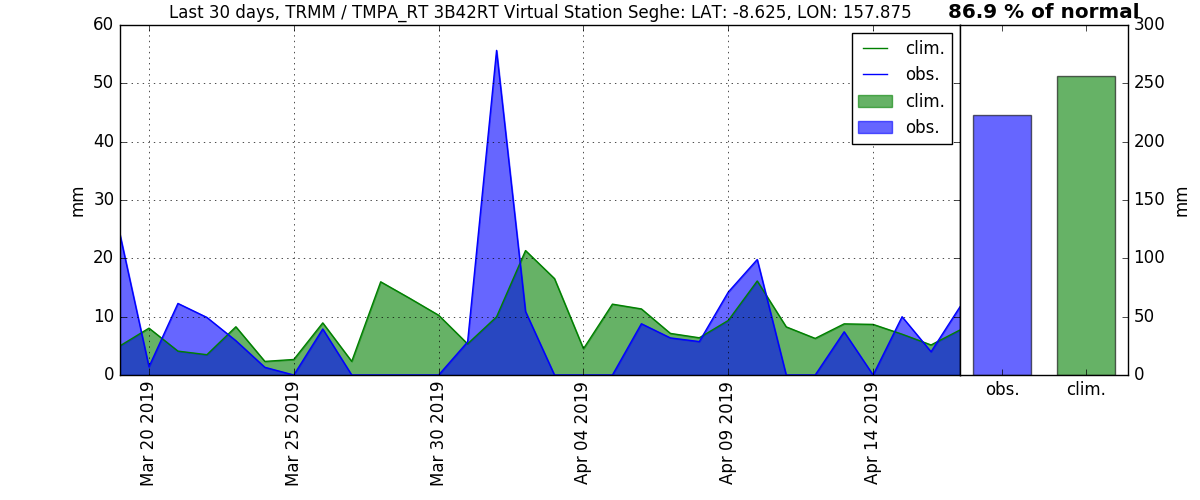 Last 30 days, TRMM / TMPA_RT 3B42RT Virtual Station Seghe: LAT: -8.625, LON: 157.875
86.9 % of normal
60
50
40
30
20
10
0
mm
clim.
obs.
clim.
obs.
Mar 20 2019
Mar 25 2019
Mar 30 2019
Apr 04 2019
Apr 09 2019
Apr 14 2019
300
250
200
150
100
50
0
mm
obs.
clim.